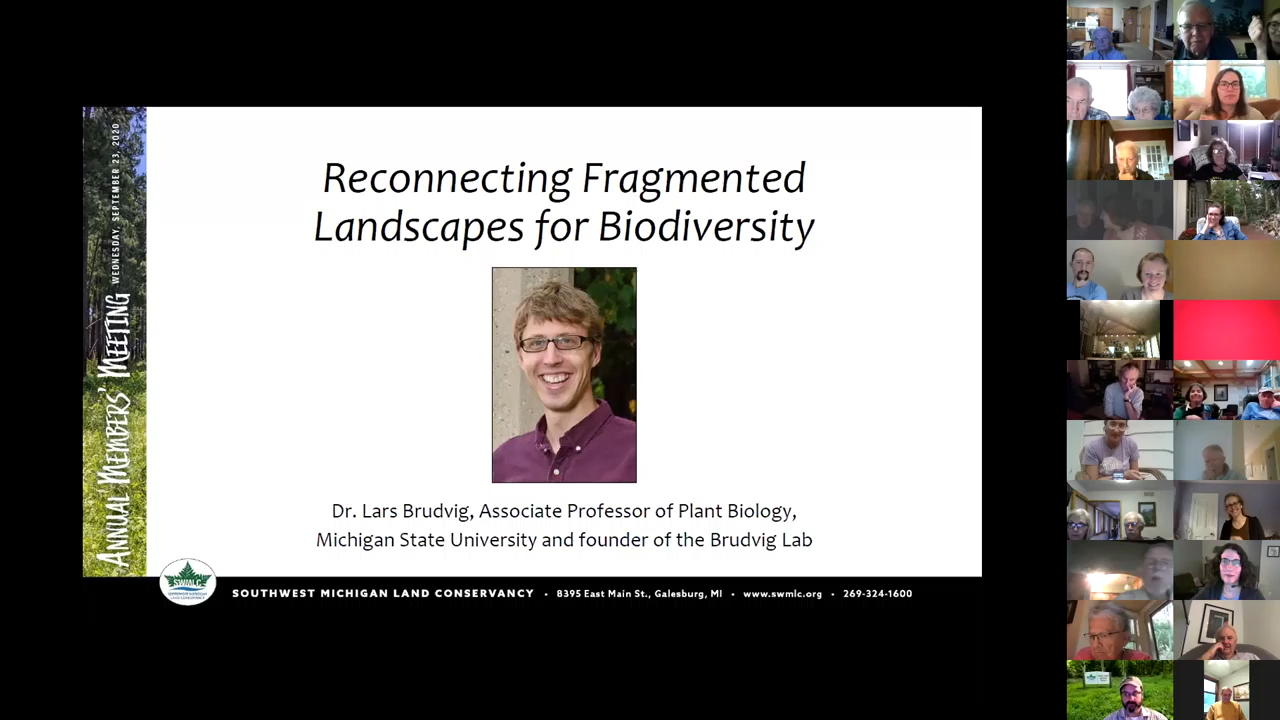 WEDNESDAY, SEPTEMBER 23, 2020
ANNUAL MEMBERS' MEETING
Reconnecting Fragmented
Landscapes for Biodiversity
Dr. Lars Brudvig, Associate Professor of Plant Biology,
Michigan State University and founder of the Brudvig Lab
SWMLC
SOUTHWEST MICHIGAN LAND CONSERVANCY • 8395 East Main St., Galesburg, MI • www.swmlc.org • 269-324-1600